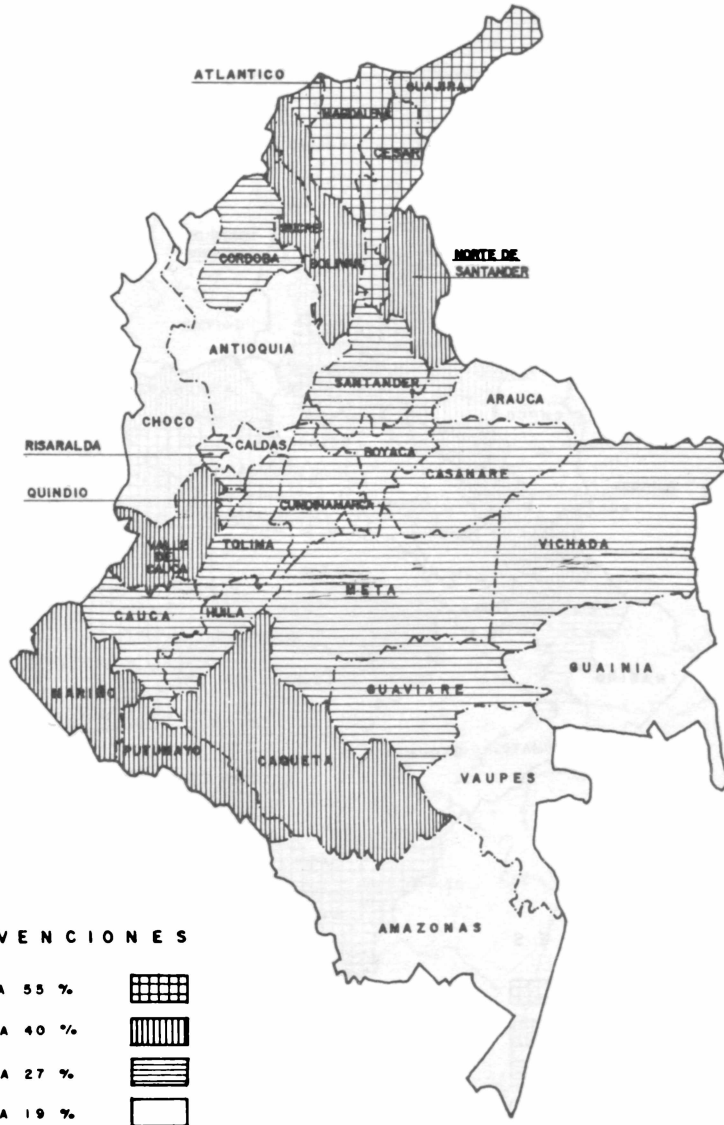 ATLANTICO
GUAJIRA
MAGDALENA
CESAR
SUCRE
CORDOBA
BOLIVAR
NORTE DE
SANTANDER
ANTIOQUIA
SANTANDER
ARAUCA
CHOCO
RISARALDA
CALDAS
BOYACA
CASANARE
QUINDIO
CUNDINAMARCA
VALLE
DEL
CAUCA
TOLIMA
VICHADA
META
CAUCA
HUILA
GUAINIA
NARIÑO
GUAVIARE
PUTUMAYO
CAQUETA
VAUPES
AMAZONAS
VENCIONES
A 55 %
A 40 %
A 27 %
A 19 %